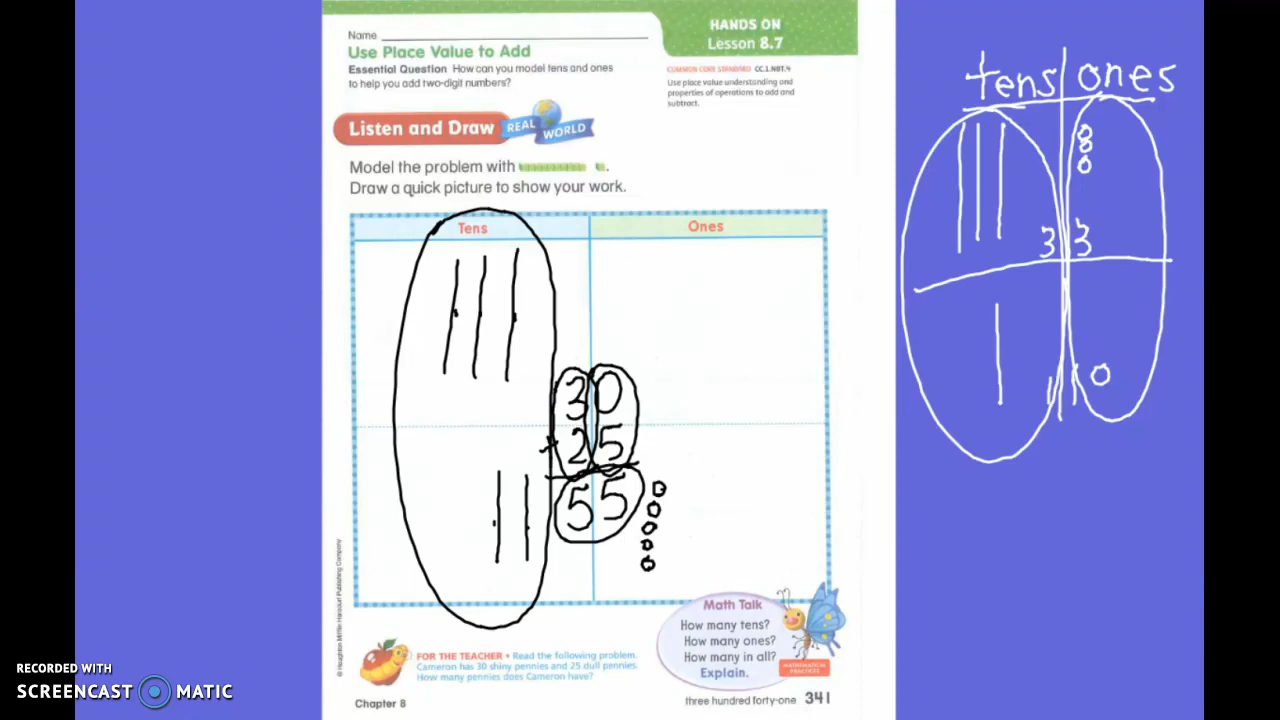 HANDS ON
Lesson 8.7
Name
Use Place Value to Add
Essential Question How can you model tens and ones
to help you add two-digit numbers?
COMMON CORE STANDARD CC.1.NBT.4
Use place value understanding and
properties of operations to add and
subtract.
Listen and Draw
REAL WORLD
Model the problem with .
Draw a quick picture to show your work.
Tens
Ones
30
+ 25
55
Math Talk
How many tens?
How many ones?
How many in all?
Explain.
MATHEMATICAL
PRACTICES
FOR THE TEACHER • Read the following problem.
Cameron has 30 shiny pennies and 25 dull pennies.
How many pennies does Cameron have?
© Houghton Mifflin Harcourt Publishing Company
Chapter 8
three hundred forty-one 341
tens ones
3 3
1 1 0
RECORDED WITH
SCREENCAST MATIC